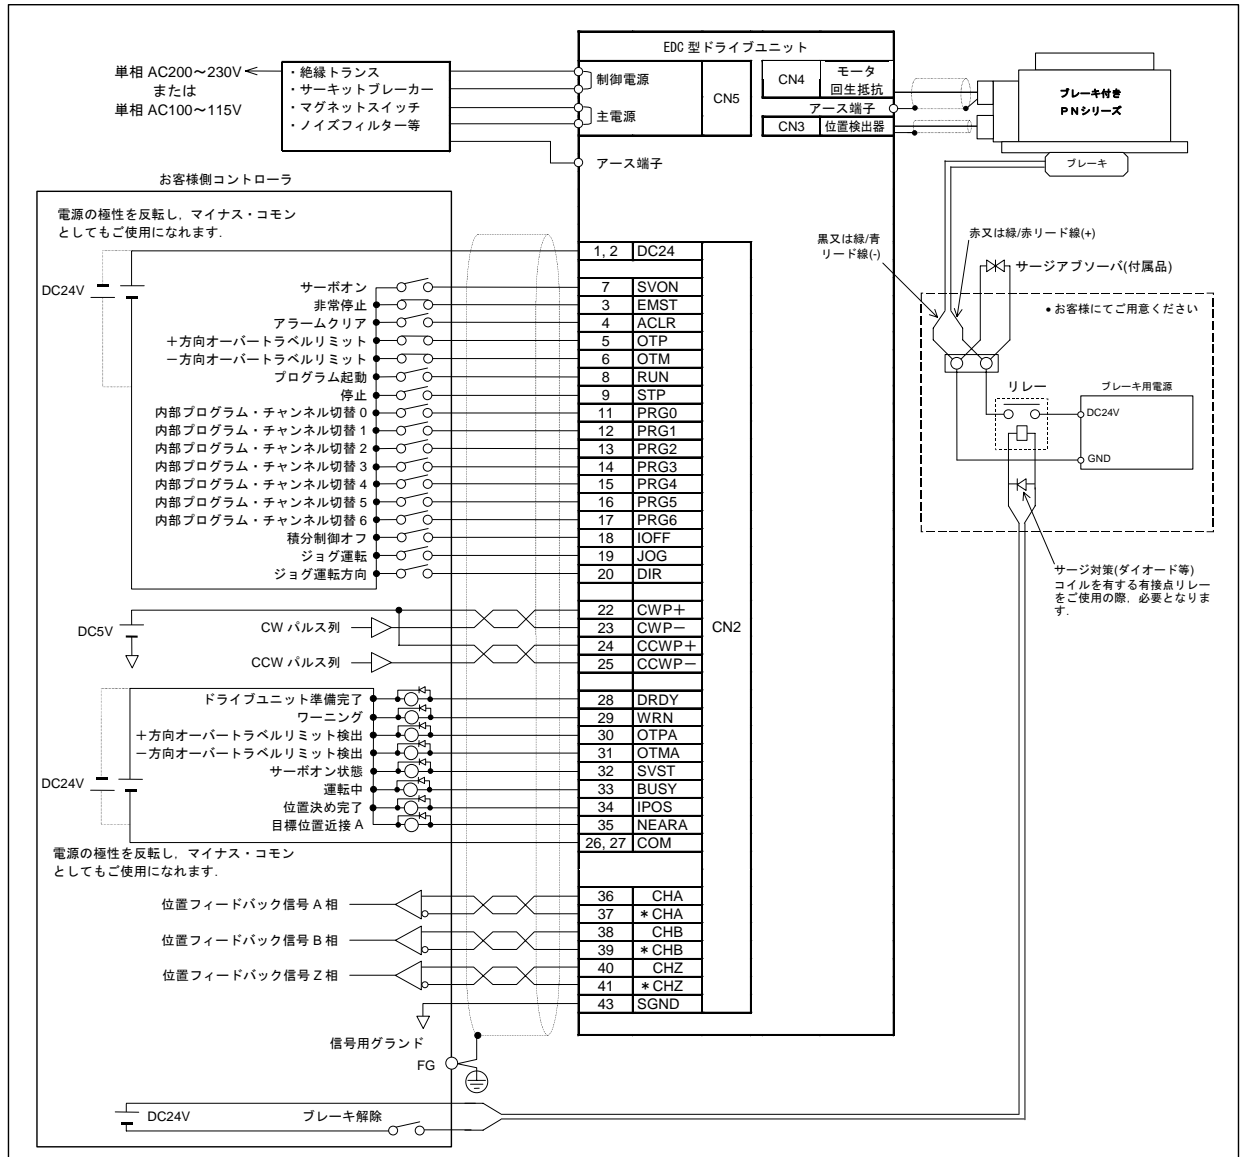 EDC 型ドライブユニット
単相 AC200～230V
または
単相 AC100～115V
・絶縁トランス
・サーキットブレーカー
・マグネットスイッチ
・ノイズフィルター等
制御電源
主電源
CN5
CN4
モータ
回生抵抗
アース端子
CN3
位置検出器
アース端子
ブレーキ付き
PNシリーズ
ブレーキ
お客様側コントローラ
電源の極性を反転し，マイナス・コモン
としてもご使用になれます．
DC24V
1, 2 DC24
サーボオン 7 SVON
非常停止 3 EMST
アラームクリア 4 ACLR
＋方向オーバートラベルリミット 5 OTP
－方向オーバートラベルリミット 6 OTM
プログラム起動 8 RUN
停止 9 STP
内部プログラム・チャンネル切替 0 11 PRG0
内部プログラム・チャンネル切替 1 12 PRG1
内部プログラム・チャンネル切替 2 13 PRG2
内部プログラム・チャンネル切替 3 14 PRG3
内部プログラム・チャンネル切替 4 15 PRG4
内部プログラム・チャンネル切替 5 16 PRG5
内部プログラム・チャンネル切替 6 17 PRG6
積分制御オフ 18 IOFF
ジョグ運転 19 JOG
ジョグ運転方向 20 DIR
DC5V
CW パルス列
CCW パルス列
22 CWP＋
23 CWP－
24 CCWP＋
25 CCWP－
CN2
ドライブユニット準備完了 28 DRDY
ワーニング 29 WRN
＋方向オーバートラベルリミット検出 30 OTPA
－方向オーバートラベルリミット検出 31 OTMA
サーボオン状態 32 SVST
運転中 33 BUSY
位置決め完了 34 IPOS
目標位置近接 A 35 NEARA
26, 27 COM
DC24V
電源の極性を反転し，マイナス・コモン
としてもご使用になれます．
位置フィードバック信号 A 相
36 CHA
37 ＊CHA
位置フィードバック信号 B 相
38 CHB
39 ＊CHB
位置フィードバック信号 Z 相
40 CHZ
41 ＊CHZ
43 SGND
信号用グランド
FG
DC24V
ブレーキ解除
黒又は緑/青
リード線(-)
赤又は緑/赤リード線(+)
サージアブソーバ(付属品)
●お客様にてご用意ください
リレー
ブレーキ用電源
DC24V
GND
サージ対策(ダイオード等)
コイルを有する有接点リレー
をご使用の際，必要となりま
す．